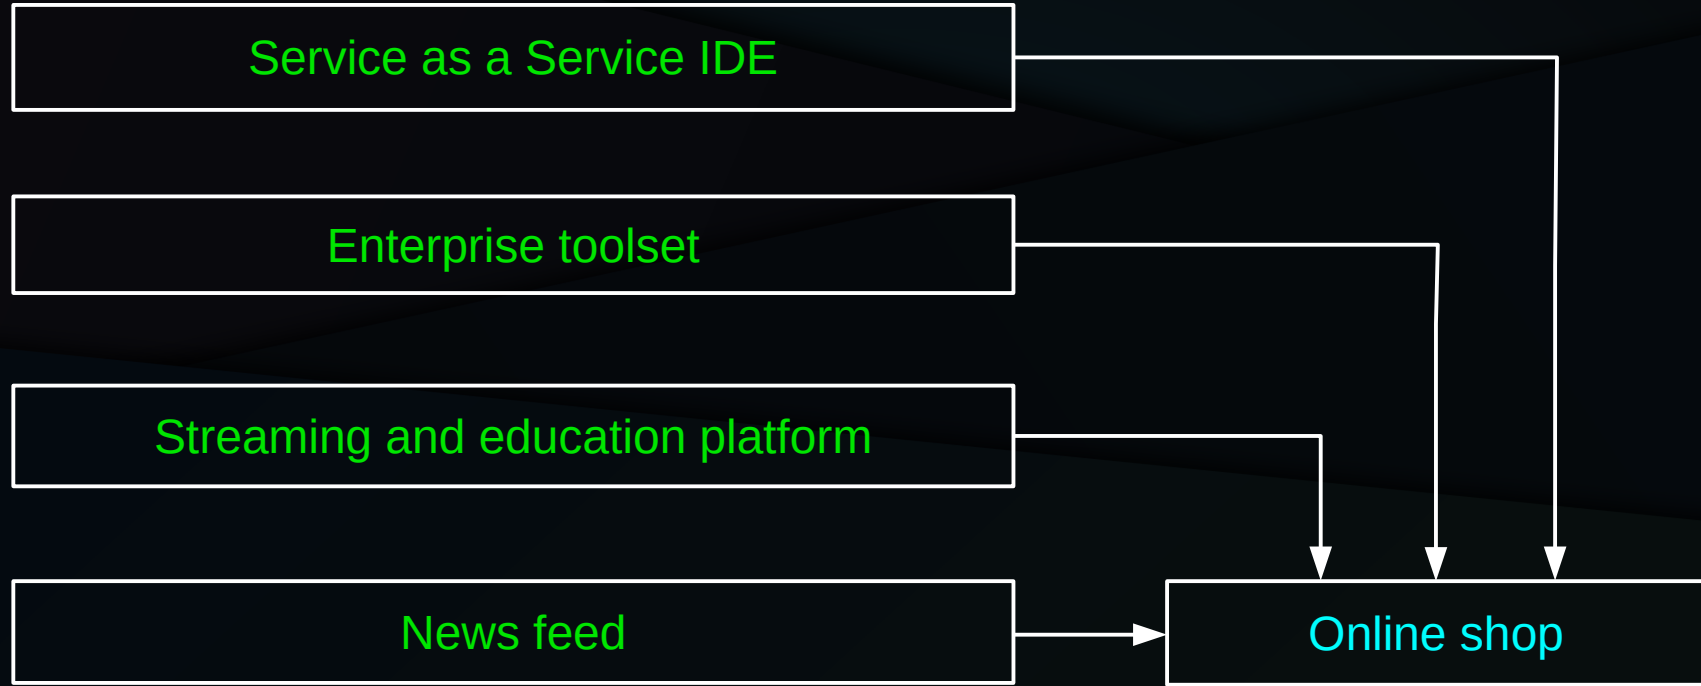 Service as a Service IDE
Enterprise toolset
Streaming and education platform
News feed
Online shop